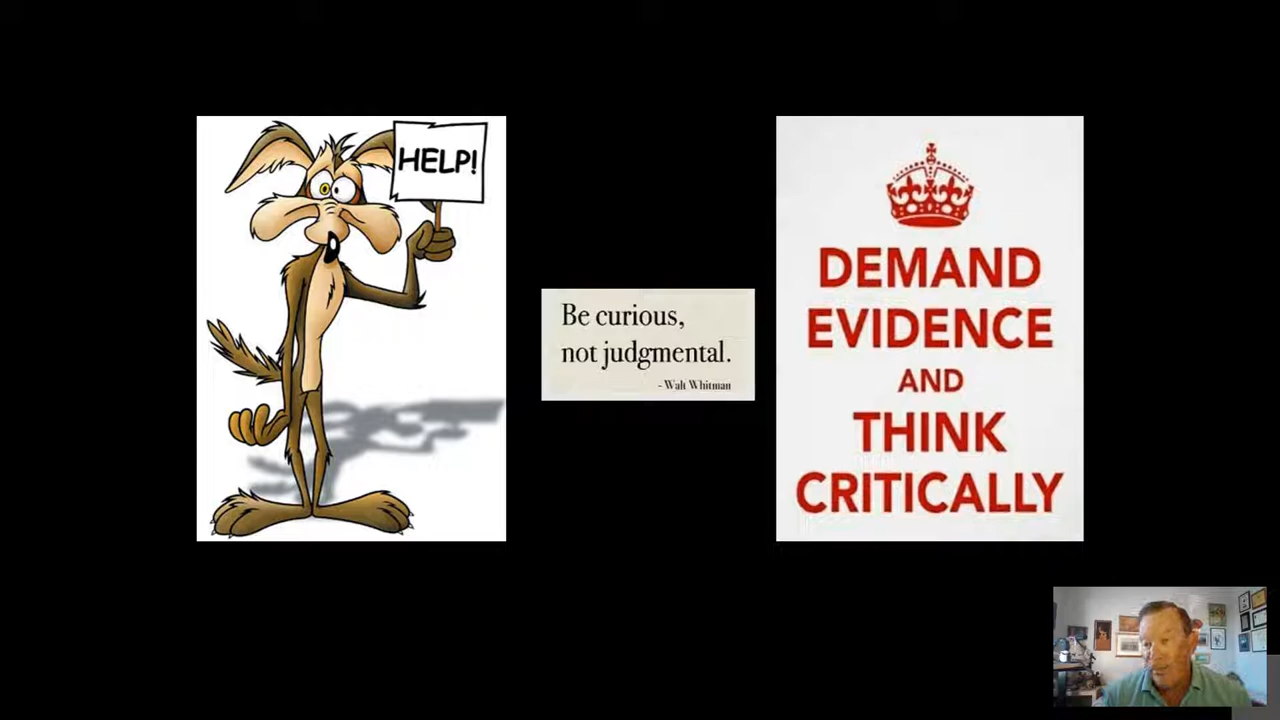 HELP!
Be curious,
not judgmental.
- Walt Whitman
DEMAND
EVIDENCE
AND
THINK
CRITICALLY